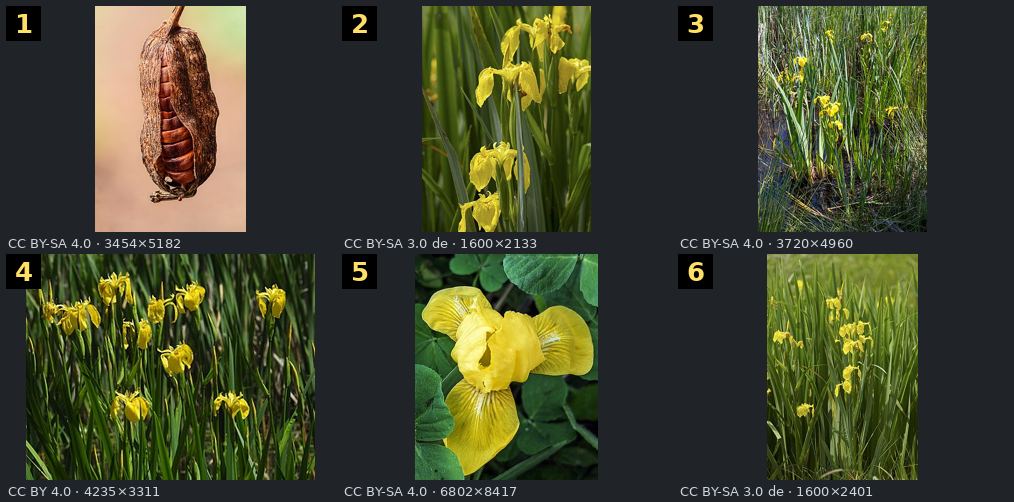 1
2
3
CC BY-SA 4.0 · 3454×5182
CC BY-SA 3.0 de · 1600×2133
CC BY-SA 4.0 · 3720×4960
4
5
6
CC BY 4.0 · 4235×3311
CC BY-SA 4.0 · 6802×8417
CC BY-SA 3.0 de · 1600×2401